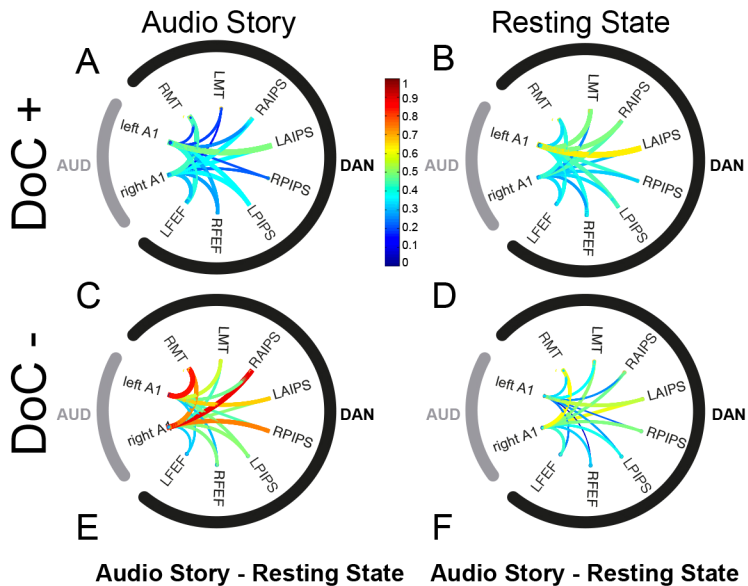 Audio Story
Resting State
DoC +
A
RMT
LMT
RAIPS
LAIPS
RPIPS
LPIPS
RFEF
LFEF
right A1
left A1
AUD
DAN
1
0.9
0.8
0.7
0.6
0.5
0.4
0.3
0.2
0.1
0
B
RMT
LMT
RAIPS
LAIPS
RPIPS
LPIPS
RFEF
LFEF
right A1
left A1
AUD
DAN
DoC -
C
RMT
LMT
RAIPS
LAIPS
RPIPS
LPIPS
RFEF
LFEF
right A1
left A1
AUD
DAN
D
RMT
LMT
RAIPS
LAIPS
RPIPS
LPIPS
RFEF
LFEF
right A1
left A1
AUD
DAN
E
Audio Story - Resting State
F
Audio Story - Resting State